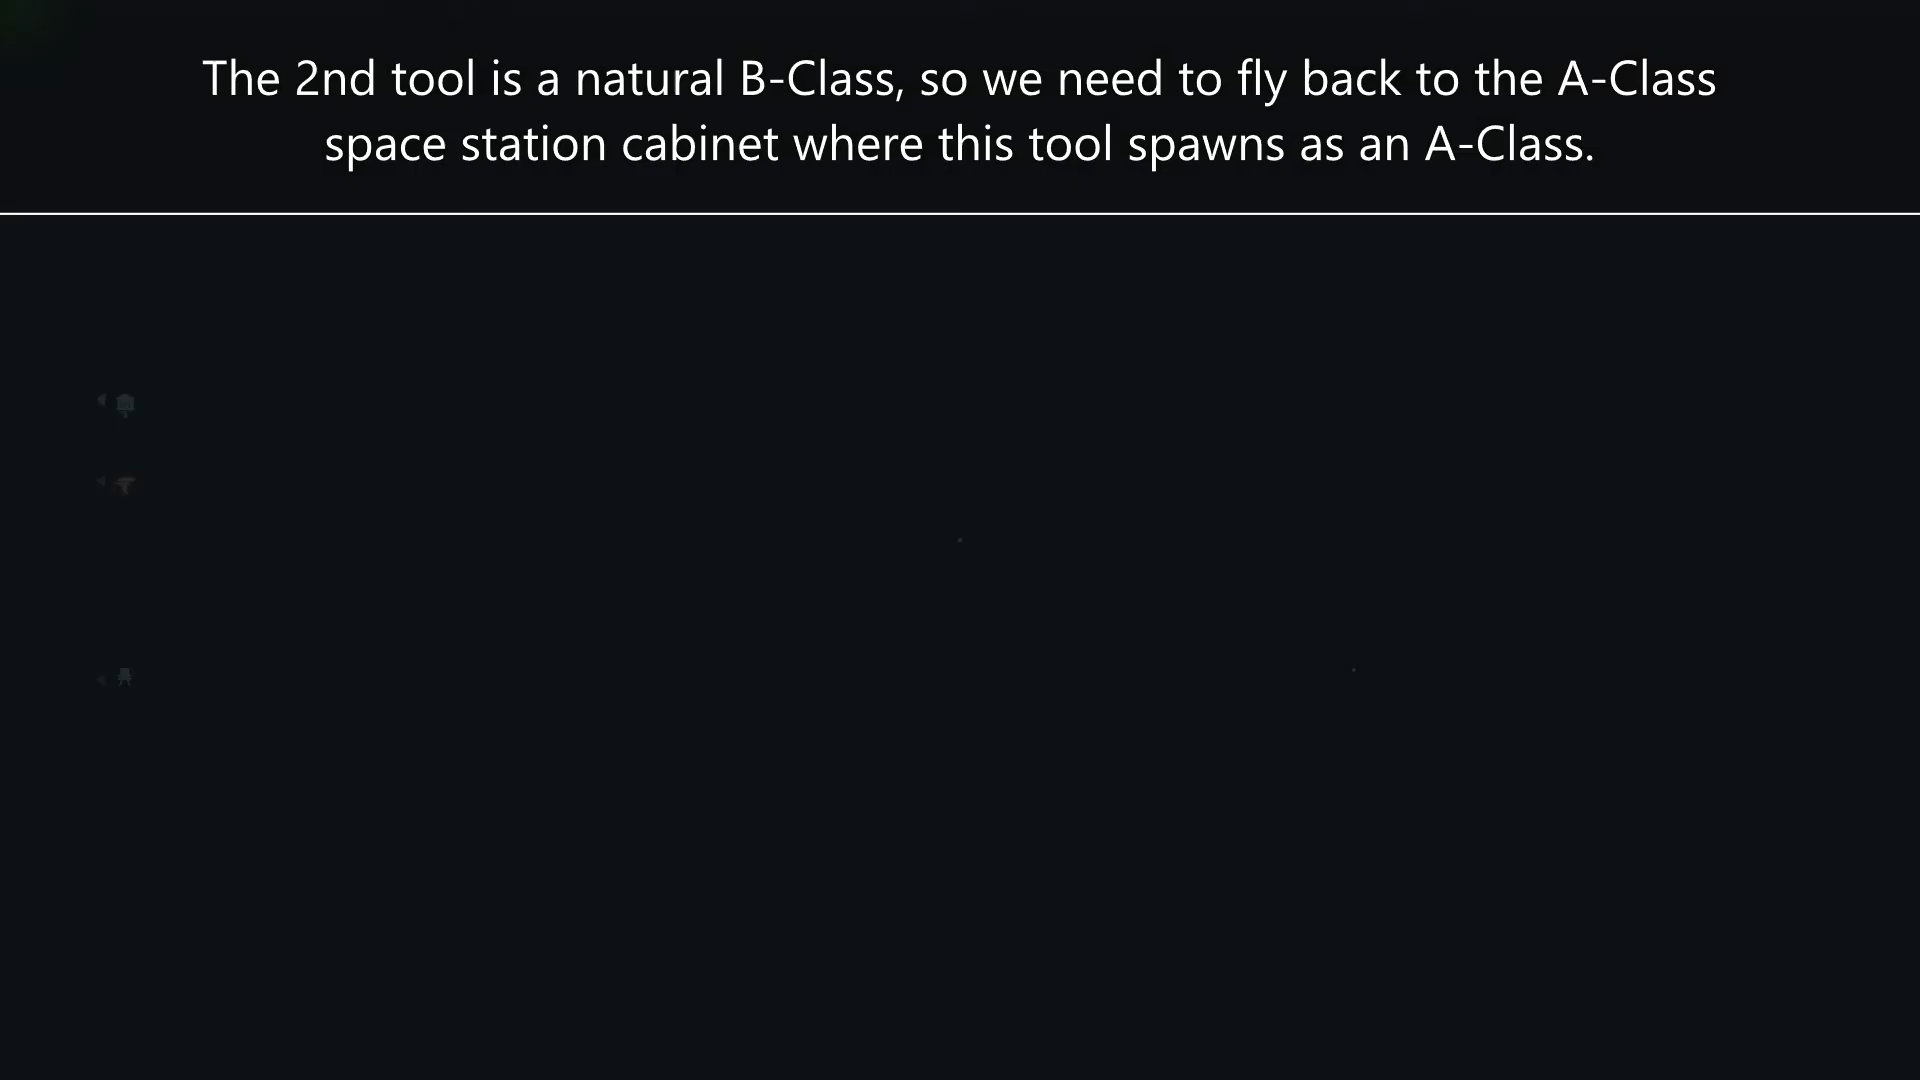 The 2nd tool is a natural B-Class, so we need to fly back to the A-Class
space station cabinet where this tool spawns as an A-Class.